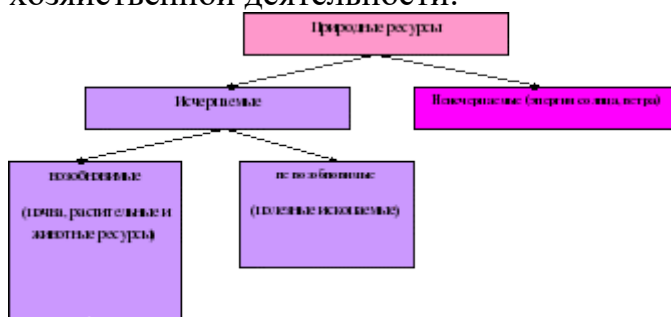 хозяйственной деятельности.
Природные ресурсы
Исчерпаемые
Неисчерпаемые (энергия солнца, ветра)
возобновимые
(почва, растительные и
животные ресурсы)
не возобновимые
(полезные ископаемые)